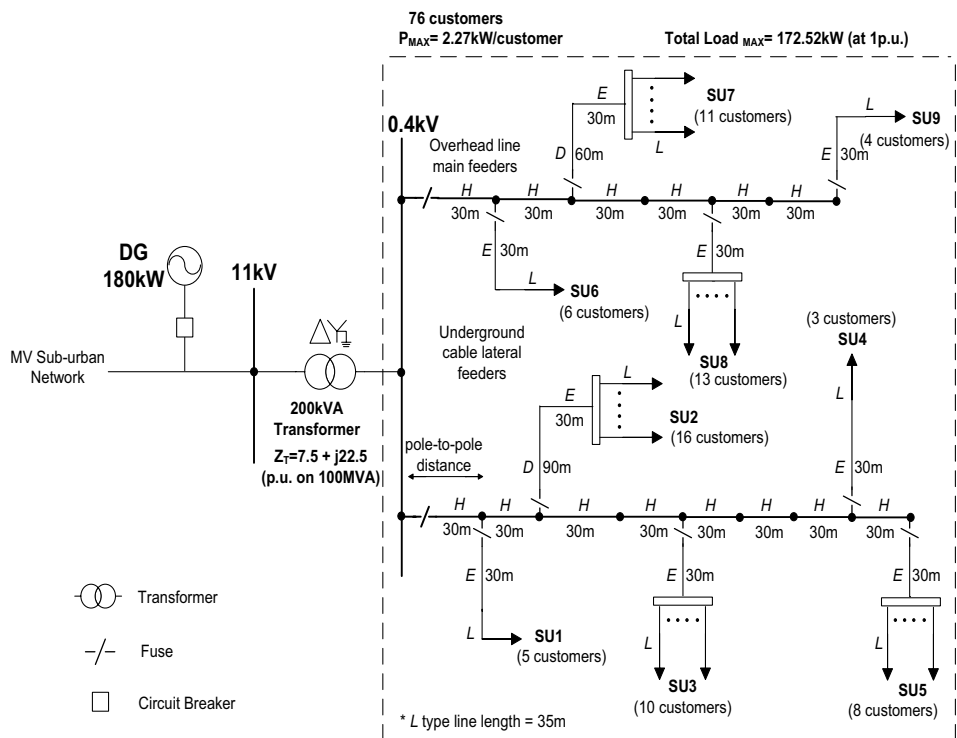 76 customers
P_MAX= 2.27kW/customer
Total Load _MAX= 172.52kW (at 1p.u.)
E
30m
SU7
(11 customers)
L
L
SU9
(4 customers)
0.4kV
Overhead line
main feeders
D 60m
E 30m
H H H H H H
30m 30m 30m 30m 30m 30m
E 30m
E 30m
DG
180kW
11kV
L
SU6
(6 customers)
MV Sub-urban
Network
Underground
cable lateral
feeders
L
SU8
(13 customers)
(3 customers)
SU4
200kVA
Transformer
Z_T=7.5 + j22.5
(p.u. on 100MVA)
L
E
30m
SU2
(16 customers)
L
pole-to-pole
distance
D 90m
E 30m
H H H H H H H H
30m 30m 30m 30m 30m 30m 30m 30m
E 30m
E 30m
E 30m
Transformer
Fuse
Circuit Breaker
L
SU1
(5 customers)
L
SU3
(10 customers)
L
SU5
(8 customers)
* L type line length = 35m